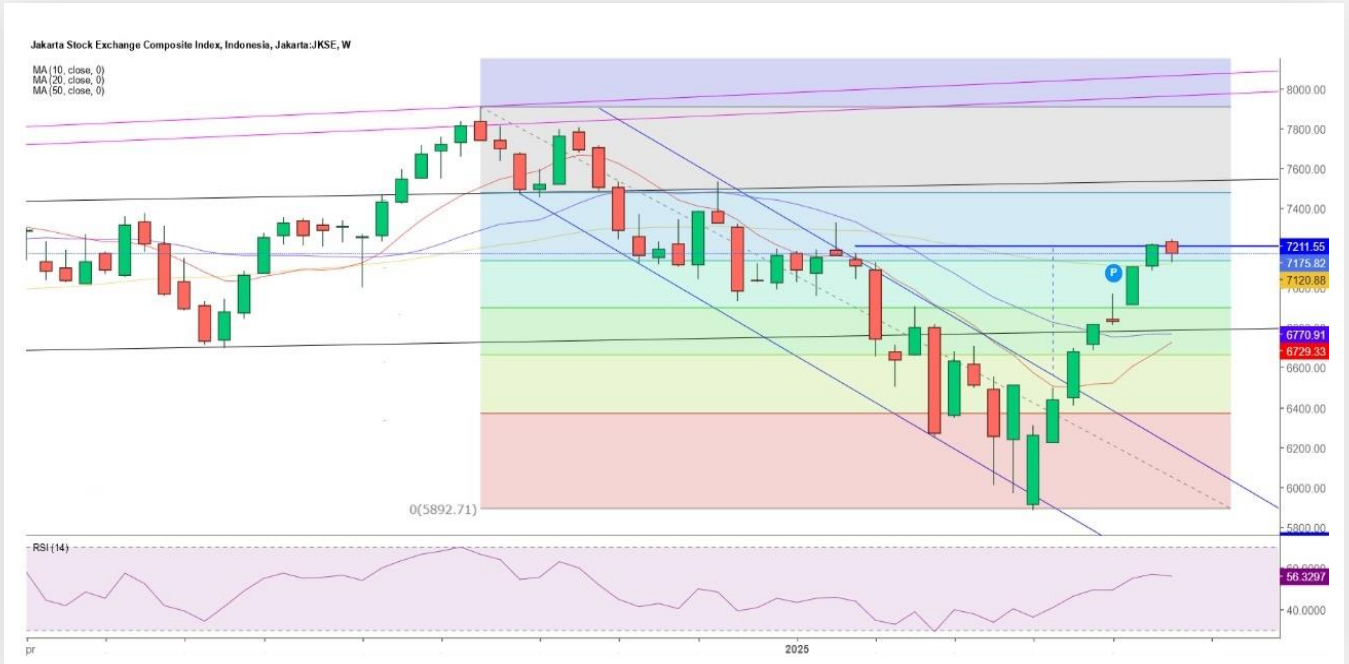 Jakarta Stock Exchange Composite Index, Indonesia, Jakarta:JKSE, W
MA (10, close, 0)
MA (20, close, 0)
MA (50, close, 0)
8000.00
7800.00
7600.00
7400.00
7211.55
7175.82
7120.88
P
6770.91
6729.33
6600.00
6400.00
6200.00
6000.00
0(5892.71)
5800.00
RSI (14)
56.3297
40.0000
pr
2025